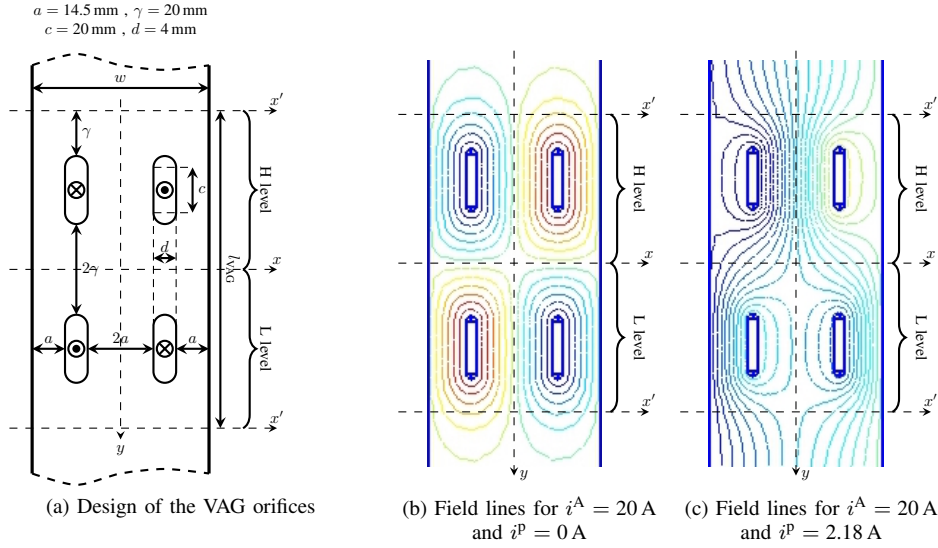 a = 14.5 mm , γ = 20 mm
c = 20 mm , d = 4 mm
w
x′
γ
c
H level
d
2γ
l_VAG
x
a
2a
a
L level
x′
y
(a) Design of the VAG orifices
x′
H level
x
L level
x′
y
(b) Field lines for i^A = 20 A
and i^p = 0 A
x′
H level
x
L level
x′
y
(c) Field lines for i^A = 20 A
and i^p = 2.18 A